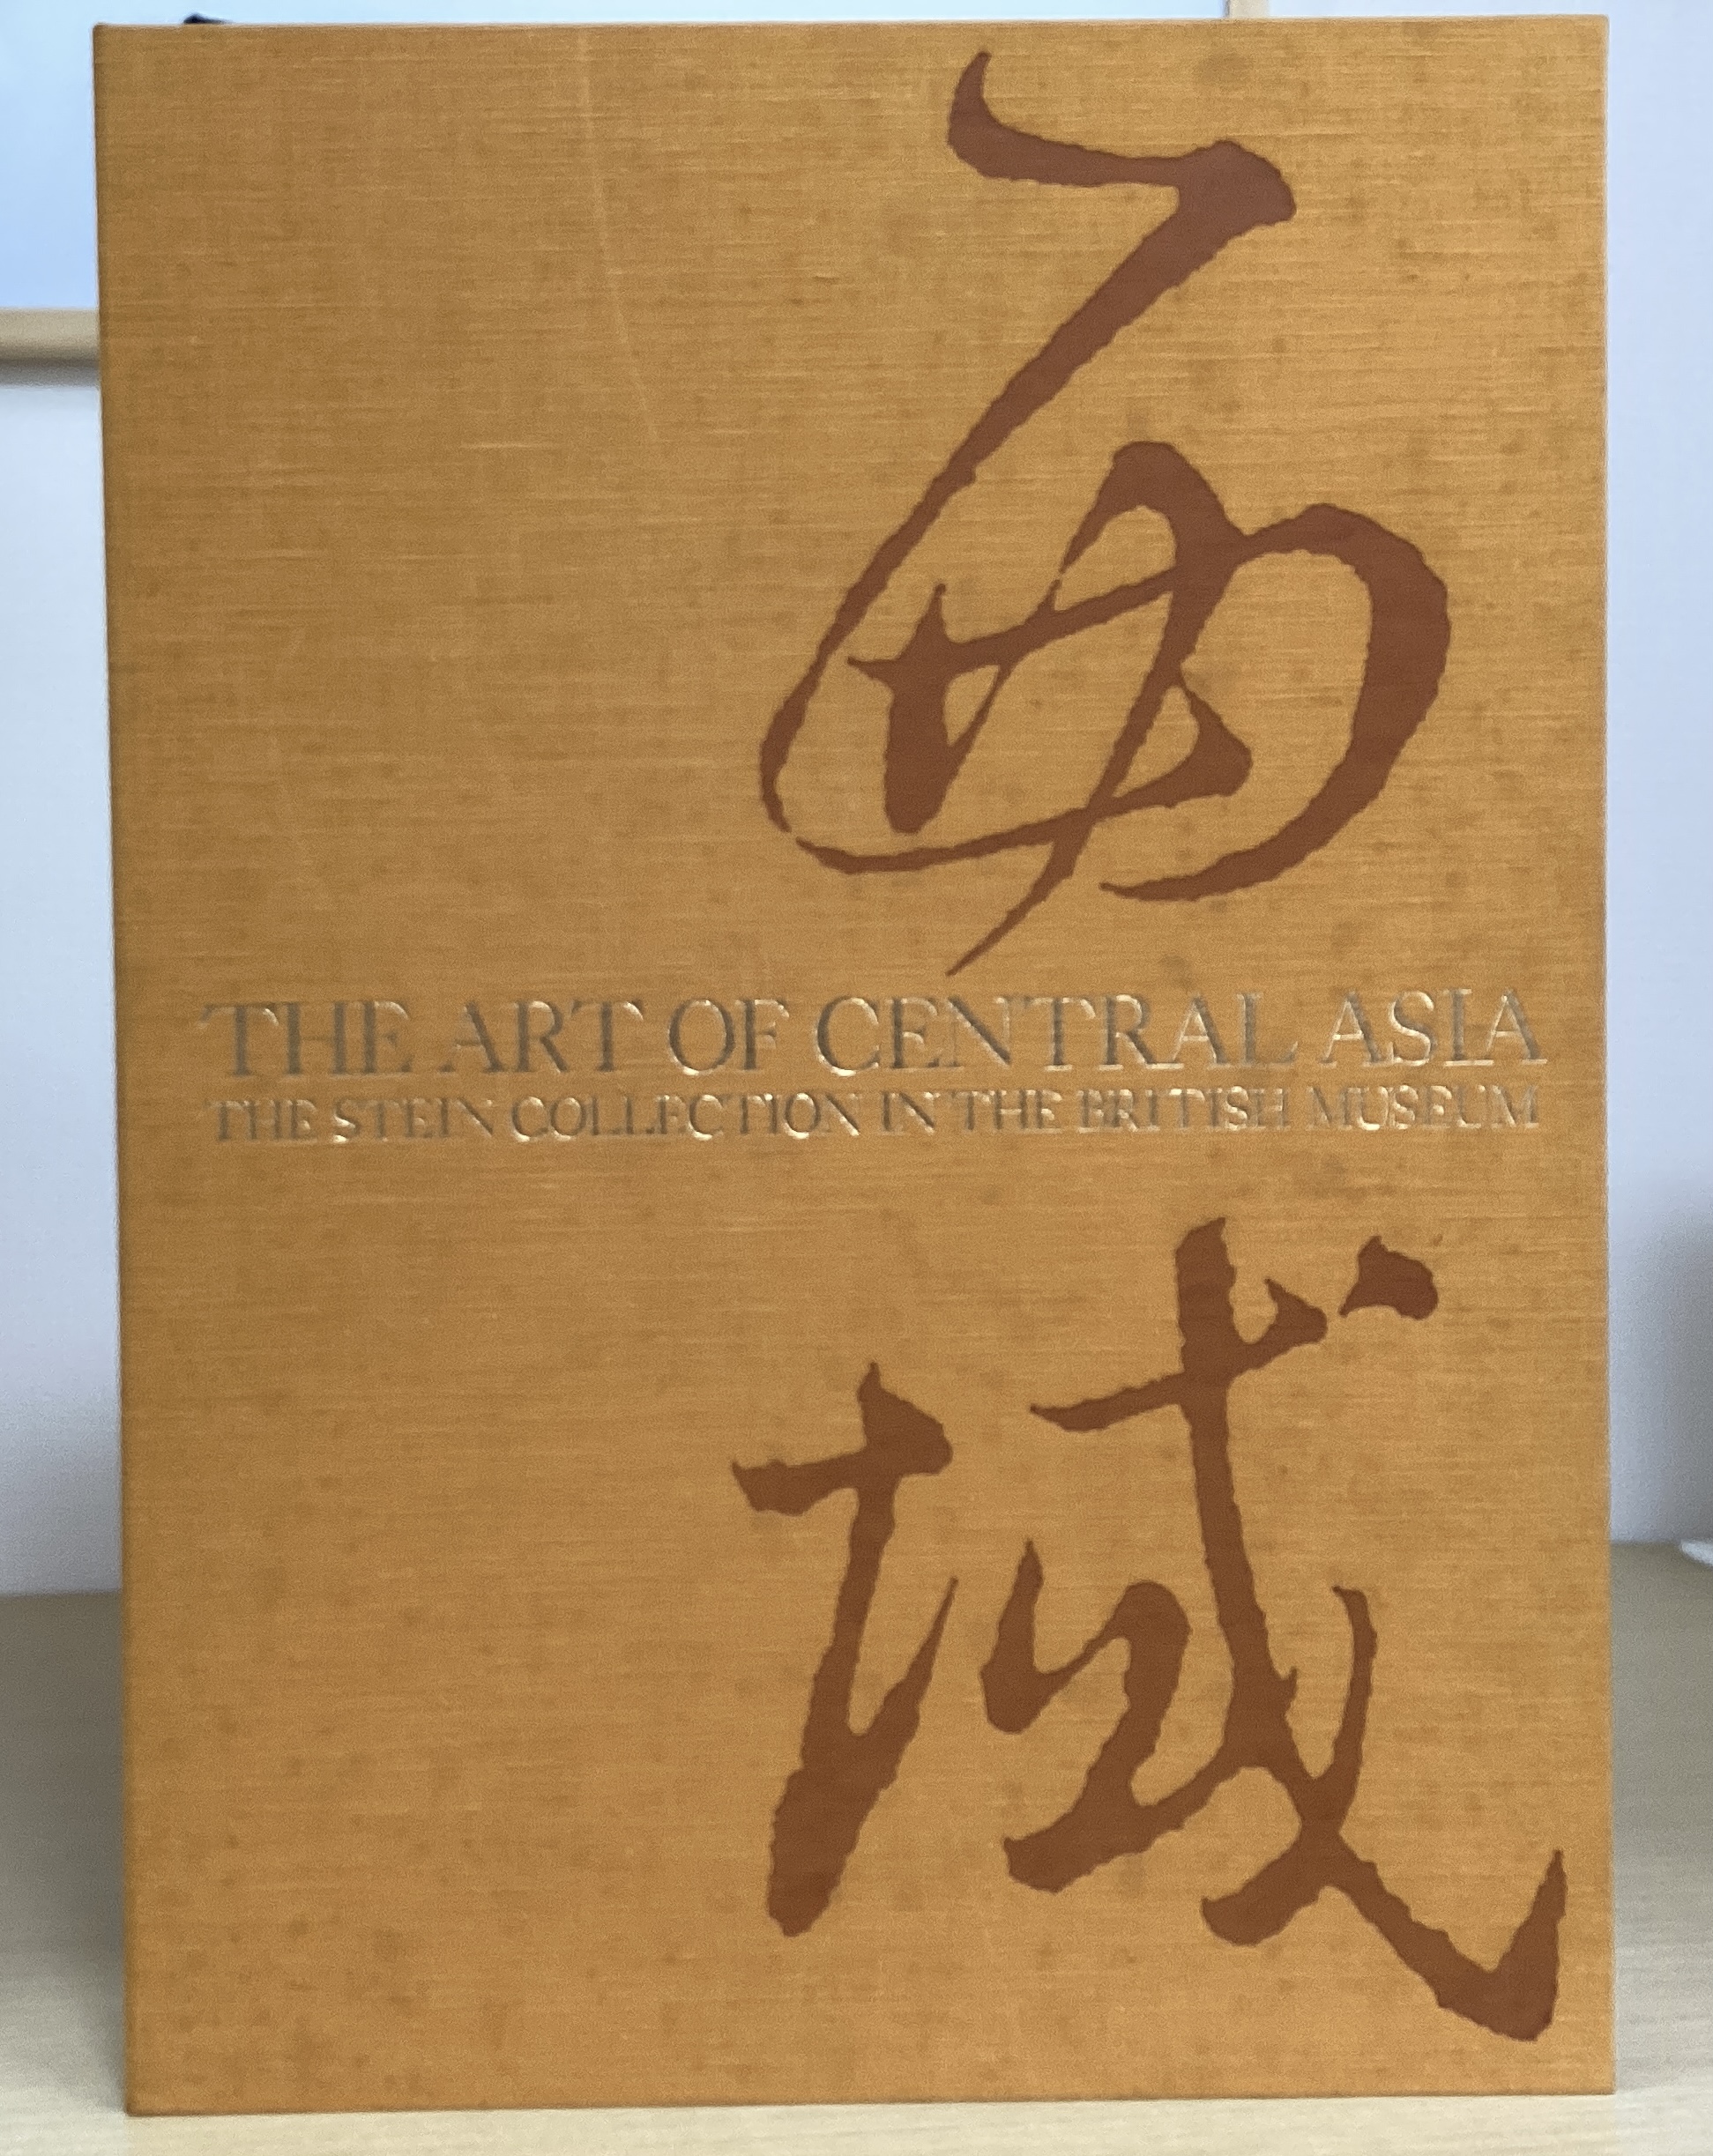 西
THE ART OF CENTRAL ASIA
THE STEIN COLLECTION IN THE BRITISH MUSEUM
域